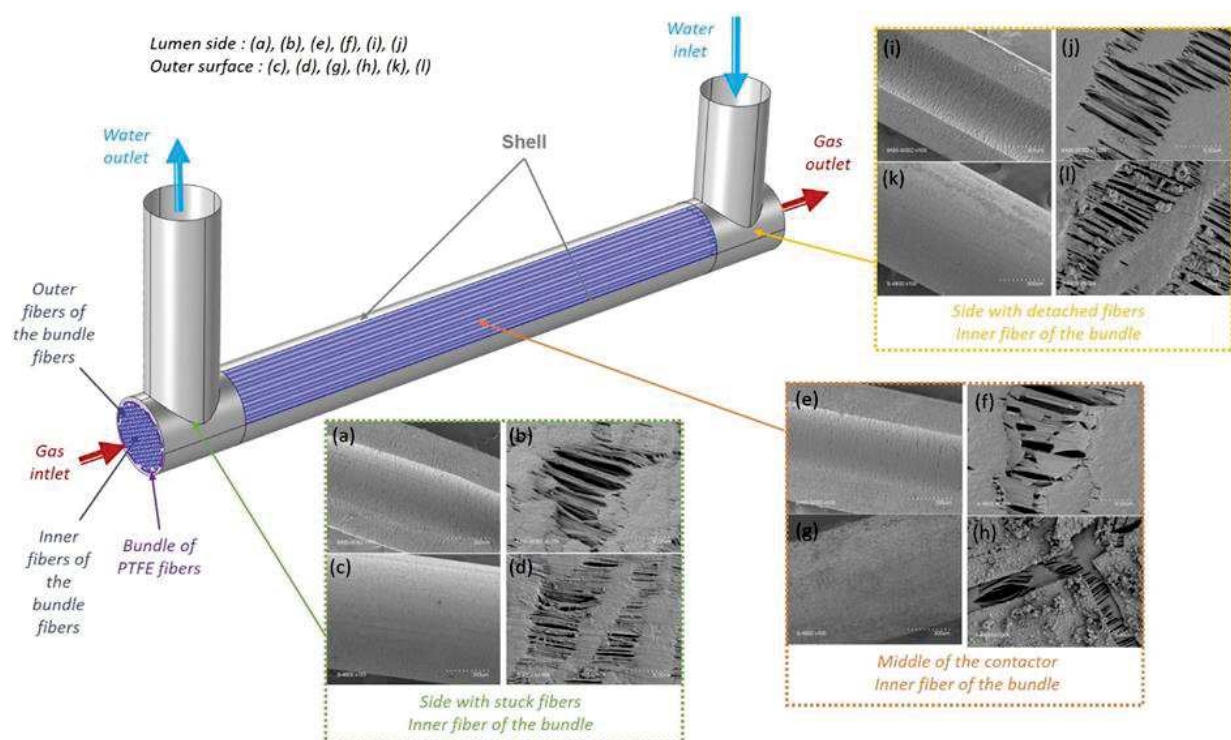 Lumen side : (a), (b), (e), (f), (i), (j)
Outer surface : (c), (d), (g), (h), (k), (l)
Water
inlet
Water
outlet
Shell
Gas
outlet
Outer
fibers of
the bundle
fibers
Gas
inlet
Inner
fibers of
the
bundle
fibers
Bundle of
PTFE fibers
(i)
(j)
(k)
(l)
Side with detached fibers
Inner fiber of the bundle
(a)
(b)
(c)
(d)
Side with stuck fibers
Inner fiber of the bundle
(e)
(f)
(g)
(h)
Middle of the contactor
Inner fiber of the bundle